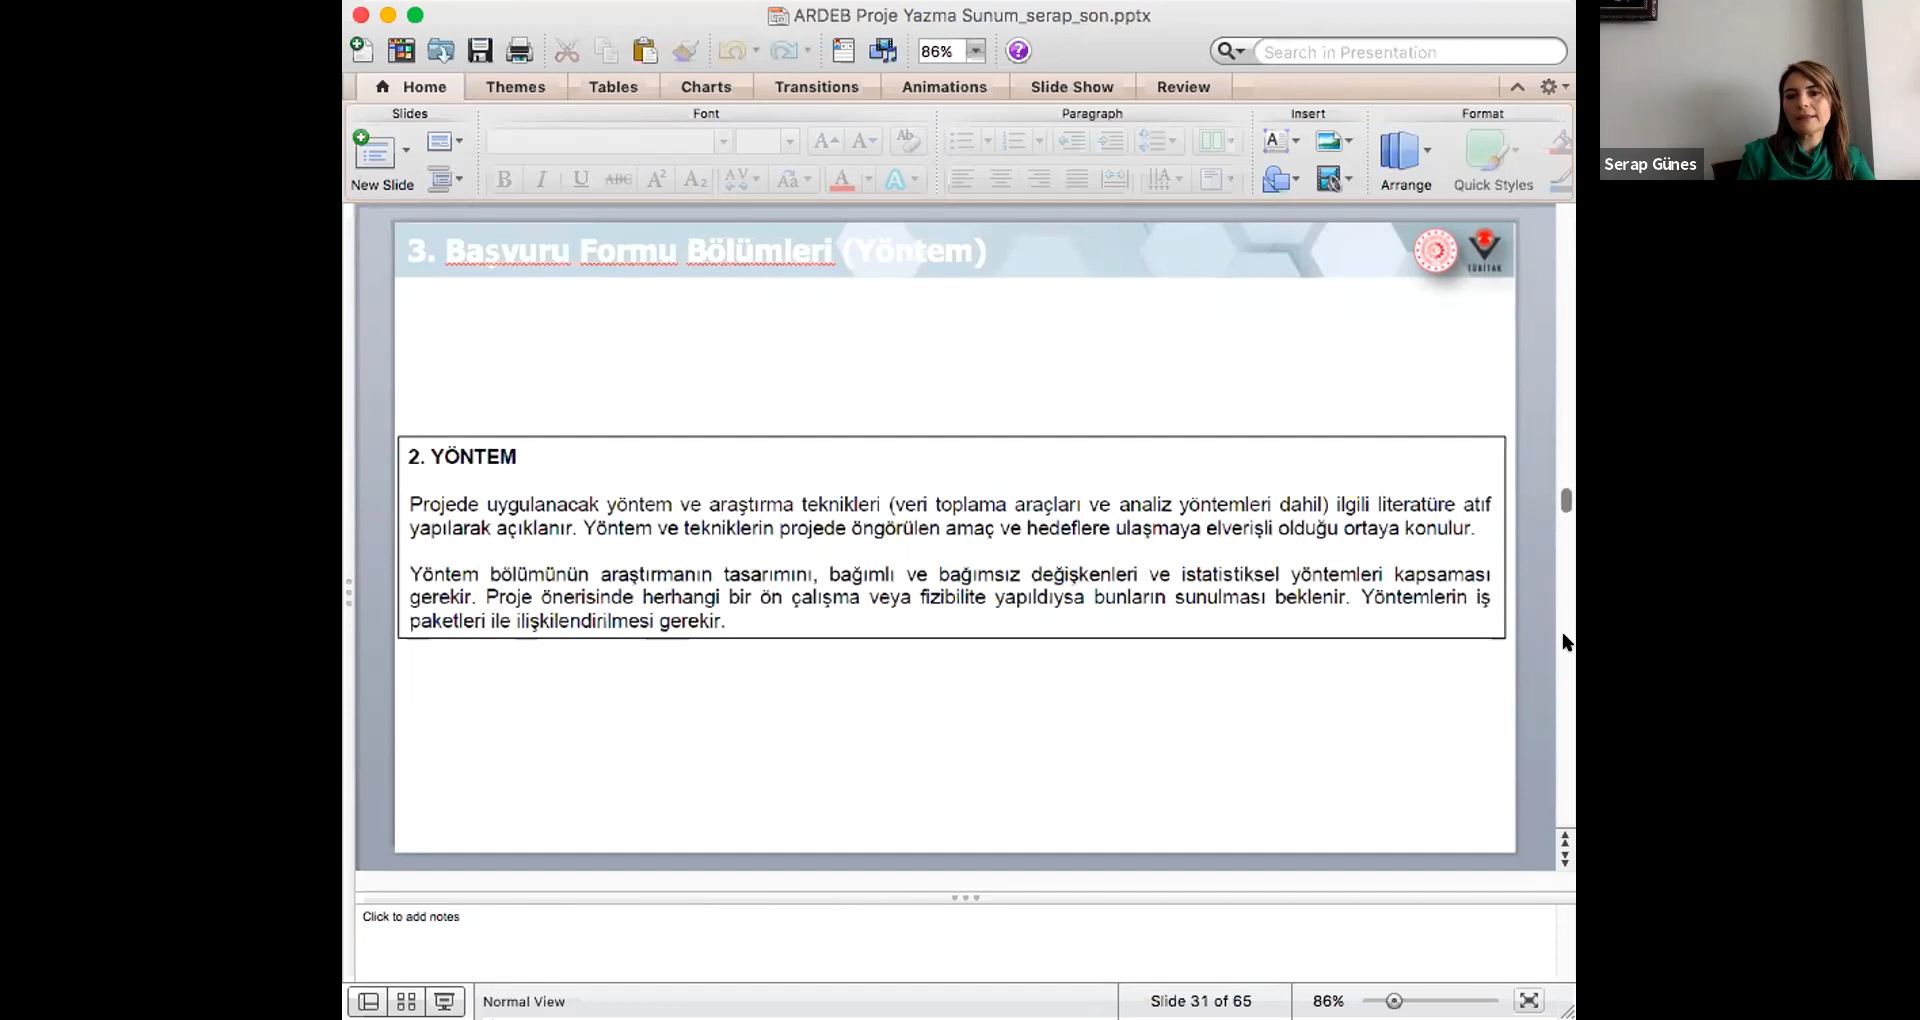 ARDEB Proje Yazma Sunum_serap_son.pptx
86%
Search in Presentation
Home
Themes
Tables
Charts
Transitions
Animations
Slide Show
Review
Slides
Font
Paragraph
Insert
Format
New Slide
Arrange
Quick Styles
Serap Günes
3. Başvuru Formu Bölümleri (Yöntem)
TÜBİTAK
2. YÖNTEM
Projede uygulanacak yöntem ve araştırma teknikleri (veri toplama araçları ve analiz yöntemleri dahil) ilgili literatüre atıf
yapılarak açıklanır. Yöntem ve tekniklerin projede öngörülen amaç ve hedeflere ulaşmaya elverişli olduğu ortaya konulur.
Yöntem bölümünün araştırmanın tasarımını, bağımlı ve bağımsız değişkenleri ve istatistiksel yöntemleri kapsaması
gerekir. Proje önerisinde herhangi bir ön çalışma veya fizibilite yapıldıysa bunların sunulması beklenir. Yöntemlerin iş
paketleri ile ilişkilendirilmesi gerekir.
Click to add notes
Normal View
Slide 31 of 65
86%